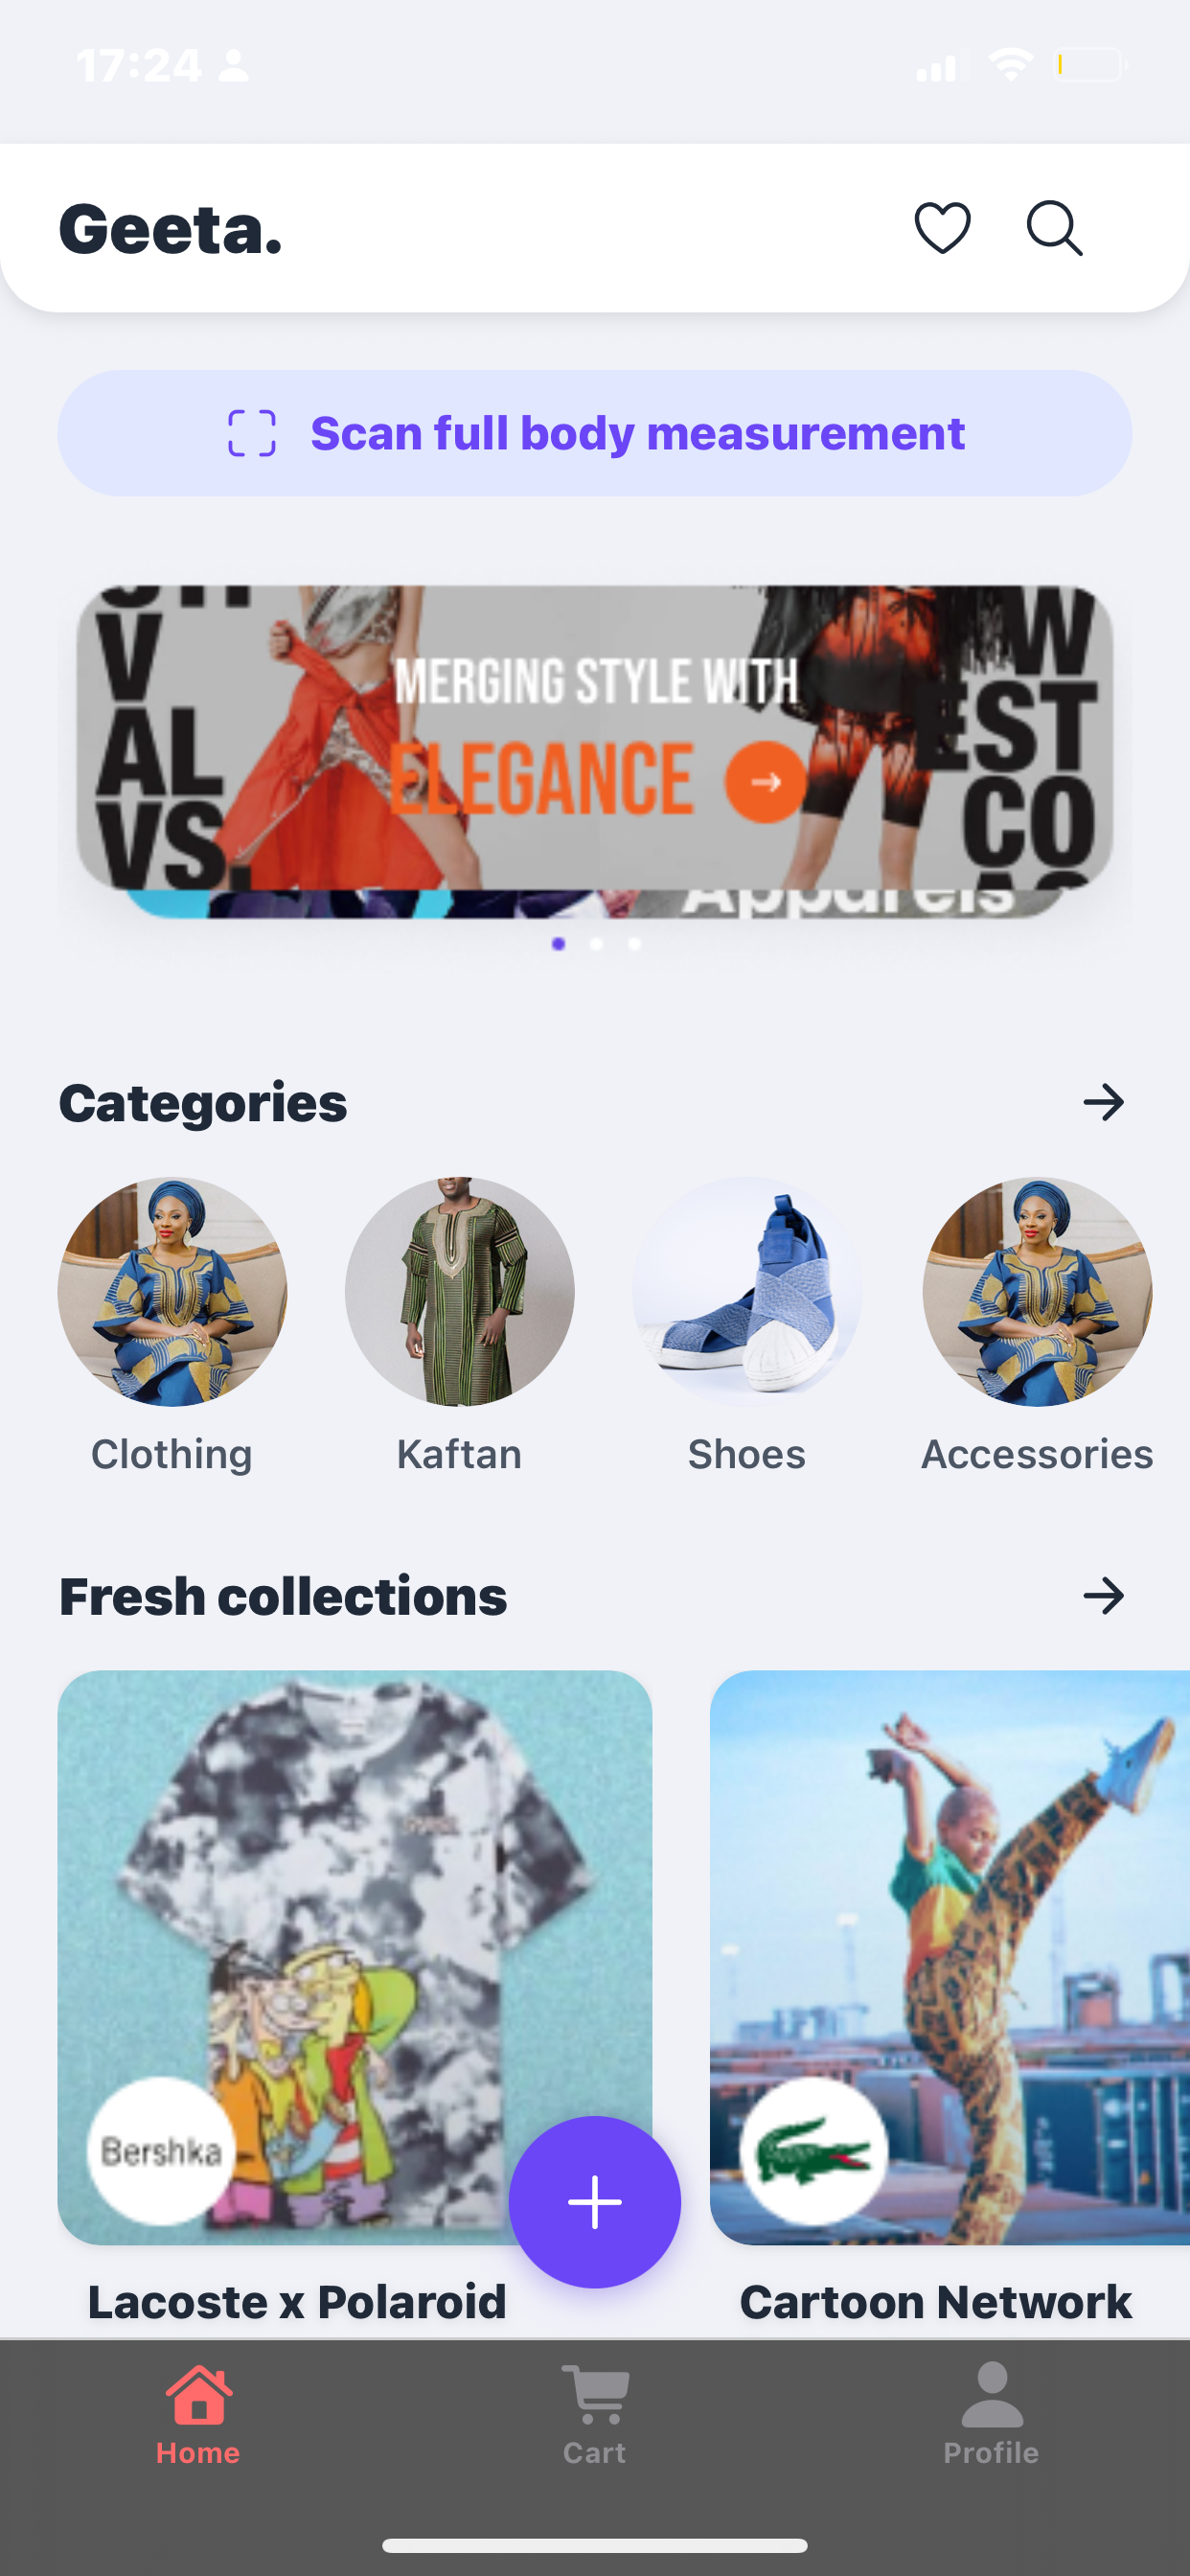 17:24
Geeta.
Scan full body measurement
V
AL
VS.
MERGING STYLE WITH
ELEGANCE
W
EST
CO
Apparels
Categories
Clothing
Kaftan
Shoes
Accessories
Fresh collections
Bershka
Lacoste x Polaroid
Cartoon Network
Home
Cart
Profile